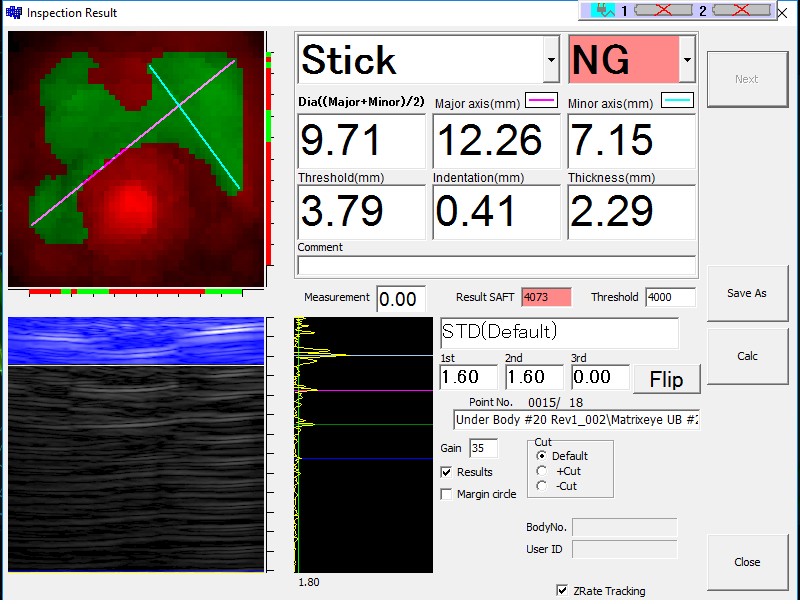 Inspection Result
1 2
Stick NG
Next
Dia((Major+Minor)/2) Major axis(mm) Minor axis(mm)
9.71 12.26 7.15
Threshold(mm) Indentation(mm) Thickness(mm)
3.79 0.41 2.29
Comment
Measurement 0.00 Result SAFT 4073 Threshold 4000
Save As
STD(Default)
Calc
1st 2nd 3rd
1.60 1.60 0.00 Flip
Point No. 0015/ 18
Under Body #20 Rev1_002\Matrixeye UB #2
Gain 35
Cut
Default
Results
+Cut
-Cut
Margin circle
BodyNo.
User ID
Close
1.80
ZRate Tracking